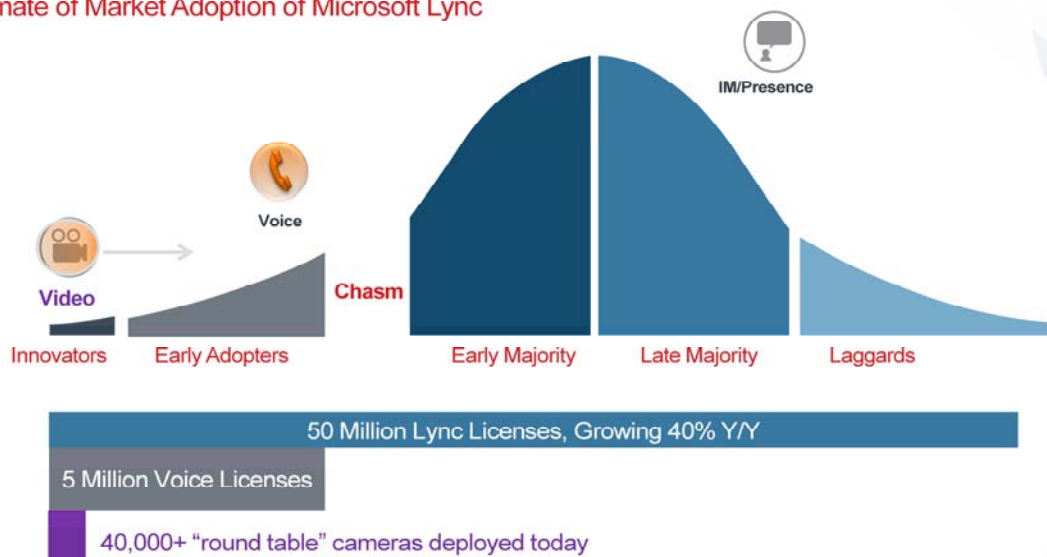 mate of Market Adoption of Microsoft Lync
IM/Presence
Voice
Video
Chasm
Innovators
Early Adopters
Early Majority
Late Majority
Laggards
50 Million Lync Licenses, Growing 40% Y/Y
5 Million Voice Licenses
40,000+ “round table” cameras deployed today